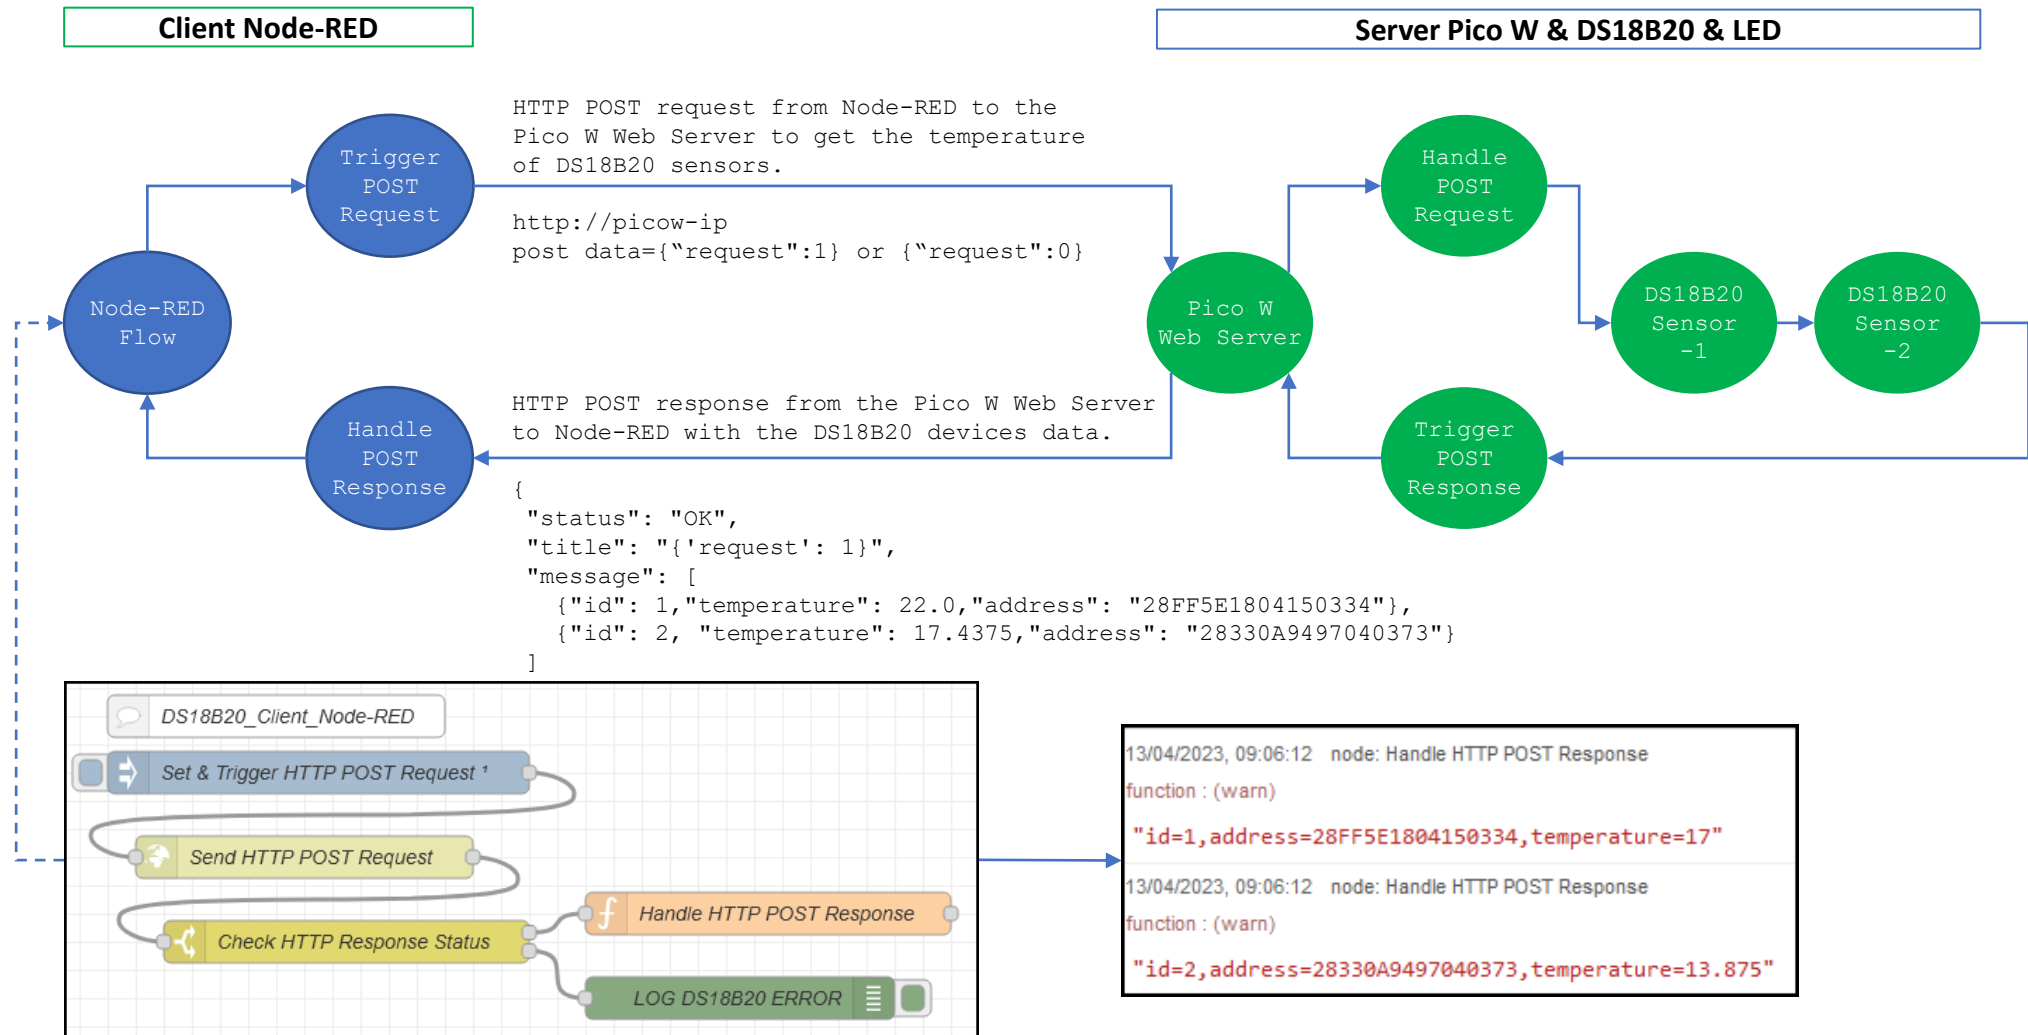 Client Node-RED
Server Pico W & DS18B20 & LED
HTTP POST request from Node-RED to the
Pico W Web Server to get the temperature
of DS18B20 sensors.
http://picow-ip
post data={“request":1} or {“request":0}
Trigger
POST
Request
Node-RED
Flow
Handle
POST
Response
Pico W
Web Server
Handle
POST
Request
DS18B20
Sensor
-1
DS18B20
Sensor
-2
Trigger
POST
Response
HTTP POST response from the Pico W Web Server
to Node-RED with the DS18B20 devices data.
{
"status": "OK",
"title": "{'request': 1}",
"message": [
{"id": 1,"temperature": 22.0,"address": "28FF5E1804150334"},
{"id": 2, "temperature": 17.4375,"address": "28330A9497040373"}
]
DS18B20_Client_Node-RED
Set & Trigger HTTP POST Request ¹
Send HTTP POST Request
Check HTTP Response Status
Handle HTTP POST Response
LOG DS18B20 ERROR
13/04/2023, 09:06:12 node: Handle HTTP POST Response
function : (warn)
"id=1,address=28FF5E1804150334,temperature=17"
13/04/2023, 09:06:12 node: Handle HTTP POST Response
function : (warn)
"id=2,address=28330A9497040373,temperature=13.875"